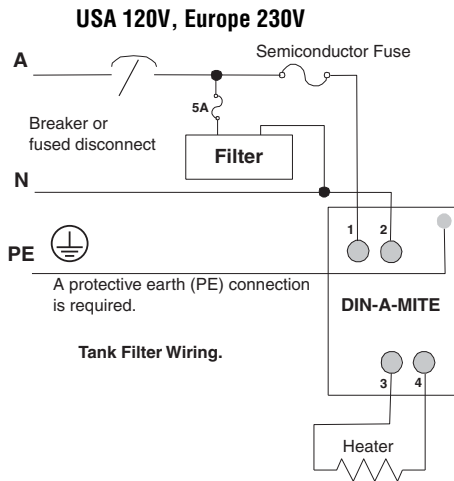 USA 120V, Europe 230V
A
Semiconductor Fuse
5A
Breaker or
fused disconnect
Filter
N
1
2
PE
A protective earth (PE) connection
is required.
DIN-A-MITE
Tank Filter Wiring.
3
4
Heater